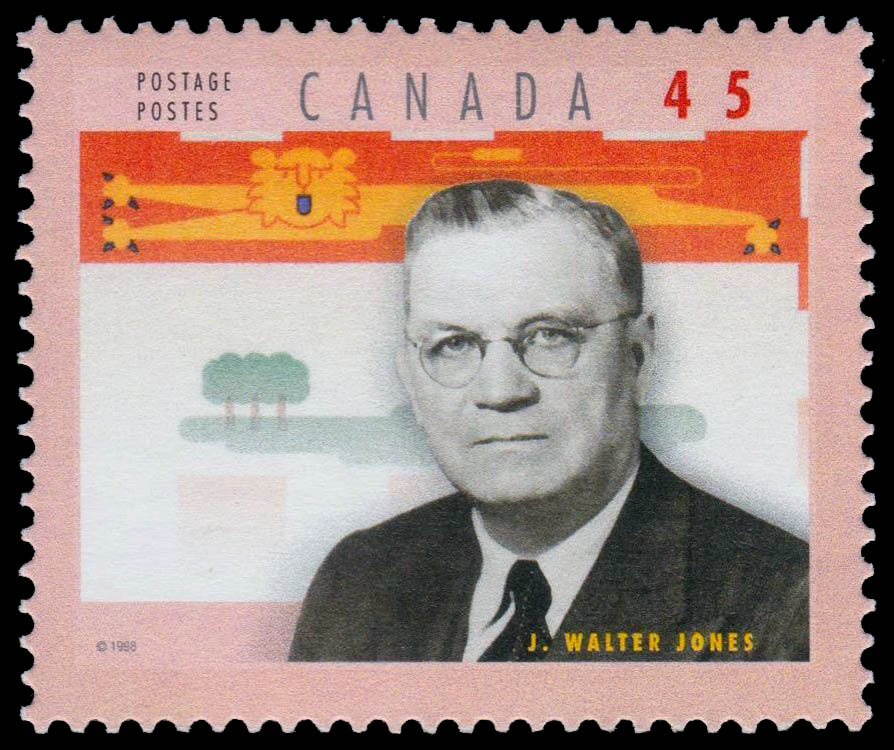 POSTAGE
POSTES
CANADA 45
© 1998
J. WALTER JONES